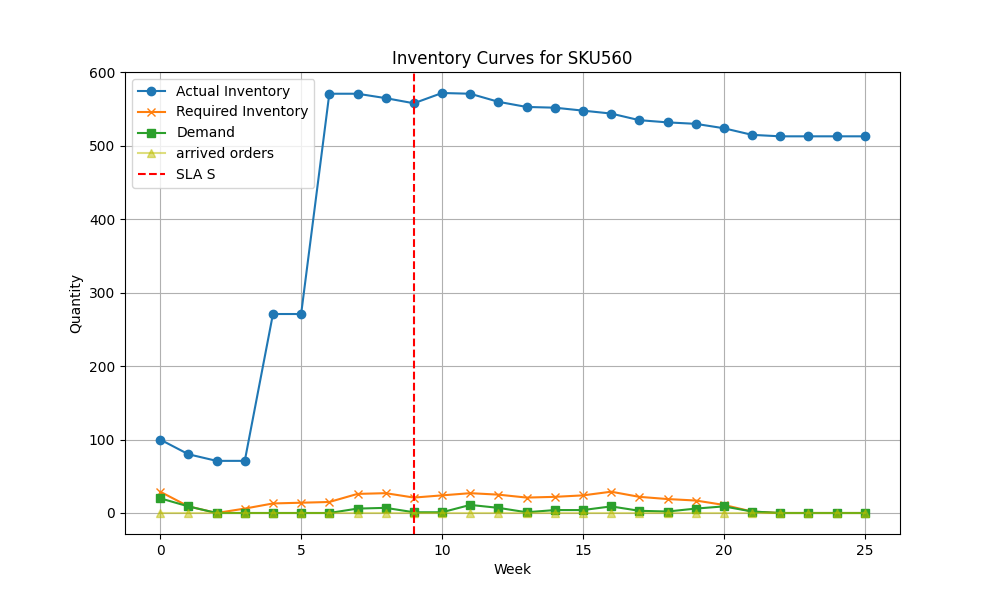 Inventory Curves for SKU560
600
500
400
300
200
100
0
Quantity
Actual Inventory
Required Inventory
Demand
arrived orders
SLA S
0 5 10 15 20 25
Week